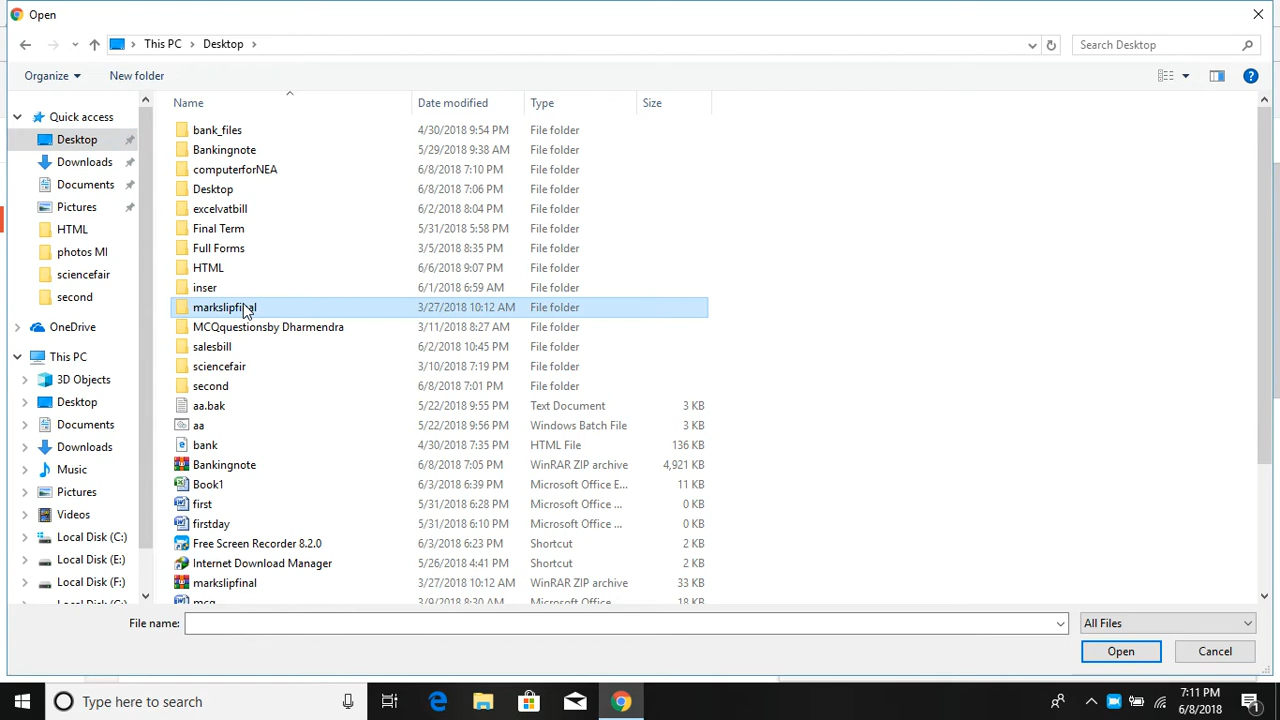 Open
This PC > Desktop >
Search Desktop
Organize
New folder
Name
Date modified
Type
Size
Quick access
Desktop
Downloads
Documents
Pictures
HTML
photos MI
sciencefair
second
OneDrive
This PC
3D Objects
Desktop
Documents
Downloads
Music
Pictures
Videos
Local Disk (C:)
Local Disk (E:)
Local Disk (F:)
bank_files 4/30/2018 9:54 PM File folder
Bankingnote 5/29/2018 9:38 AM File folder
computerforNEA 6/8/2018 7:10 PM File folder
Desktop 6/8/2018 7:06 PM File folder
excelvatbill 6/2/2018 8:04 PM File folder
Final Term 5/31/2018 5:58 PM File folder
Full Forms 3/5/2018 8:35 PM File folder
HTML 6/6/2018 9:07 PM File folder
inser 6/1/2018 6:59 AM File folder
markslipfinal 3/27/2018 10:12 AM File folder
MCQquestionsby Dharmendra 3/11/2018 8:27 AM File folder
salesbill 6/2/2018 10:45 PM File folder
sciencefair 3/10/2018 7:19 PM File folder
second 6/8/2018 7:01 PM File folder
aa.bak 5/22/2018 9:55 PM Text Document 3 KB
aa 5/22/2018 9:56 PM Windows Batch File 3 KB
bank 4/30/2018 7:35 PM HTML File 136 KB
Bankingnote 6/8/2018 7:05 PM WinRAR ZIP archive 4,921 KB
Book1 6/3/2018 6:39 PM Microsoft Office E... 11 KB
first 5/31/2018 6:28 PM Microsoft Office ... 0 KB
firstday 5/31/2018 6:10 PM Microsoft Office ... 0 KB
Free Screen Recorder 8.2.0 6/3/2018 6:23 PM Shortcut 2 KB
Internet Download Manager 5/26/2018 4:41 PM Shortcut 2 KB
markslipfinal 3/27/2018 10:12 AM WinRAR ZIP archive 33 KB
mcq 3/9/2018 8:30 AM Microsoft Office 18 KB
File name:
All Files
Open
Cancel
Type here to search
7:11 PM
6/8/2018
1